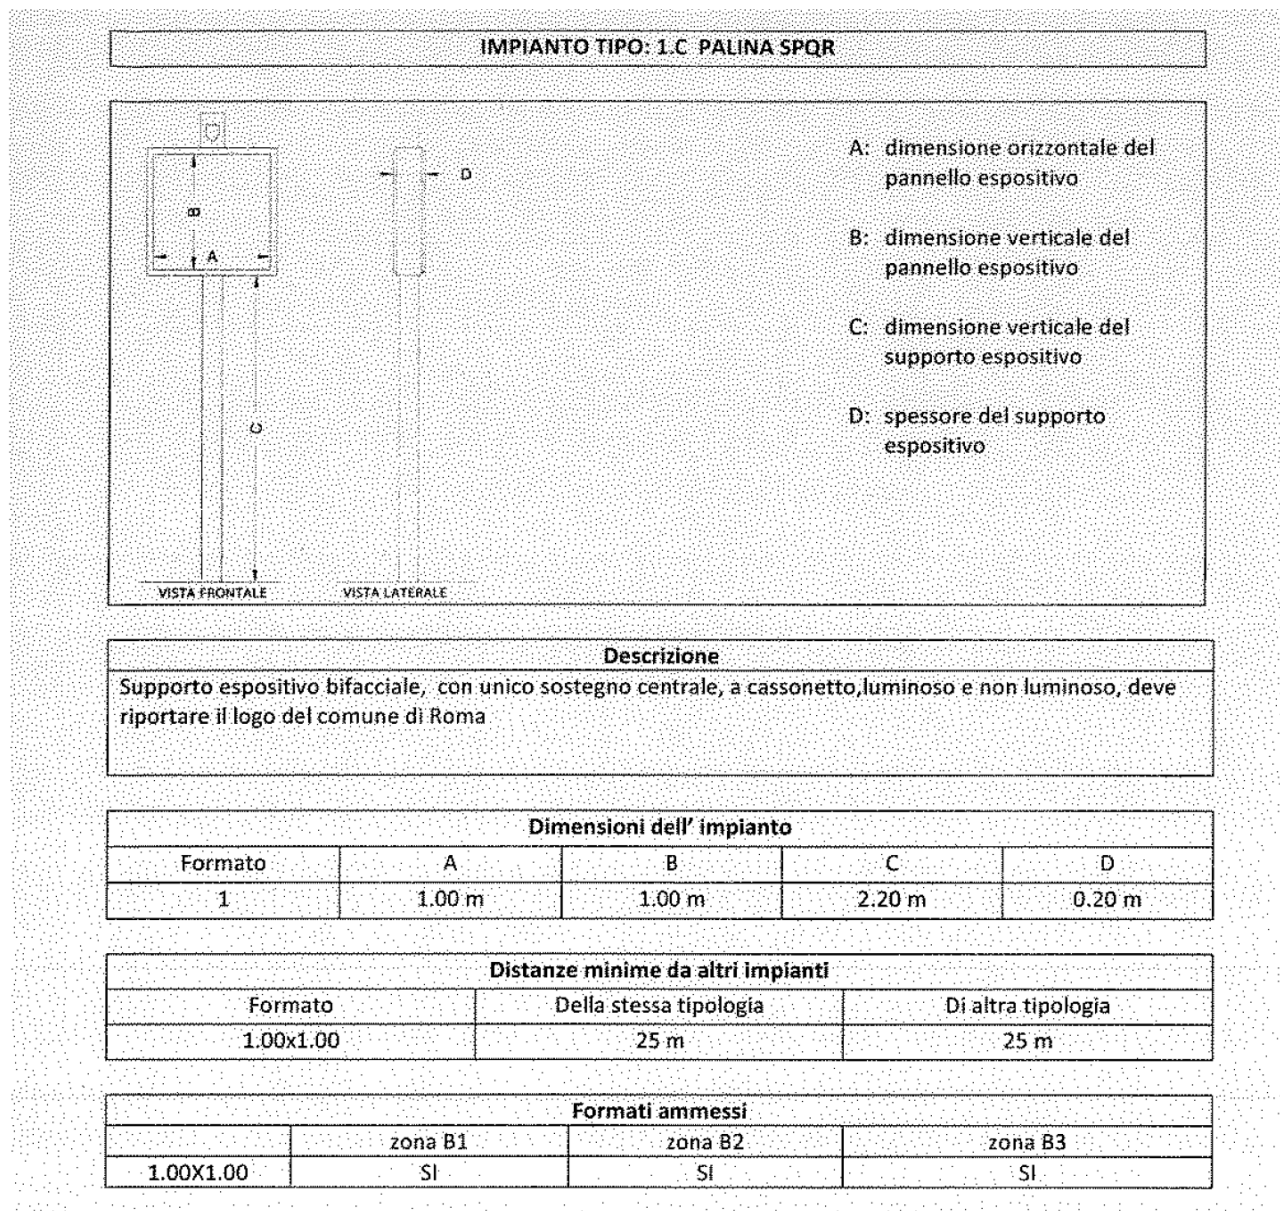 IMPIANTO TIPO: 1.C PALINA SPQR
A: dimensione orizzontale del
pannello espositivo
B: dimensione verticale del
pannello espositivo
C: dimensione verticale del
supporto espositivo
D: spessore del supporto
espositivo
D
B
A
C
VISTA FRONTALE
VISTA LATERALE
Descrizione
Supporto espositivo bifacciale, con unico sostegno centrale, a cassonetto,luminoso e non luminoso, deve
riportare il logo del comune di Roma
Dimensioni dell' impianto
Formato A B C D
1 1.00 m 1.00 m 2.20 m 0.20 m
Distanze minime da altri impianti
Formato Della stessa tipologia Di altra tipologia
1.00x1.00 25 m 25 m
Formati ammessi
zona B1 zona B2 zona B3
1.00X1.00 SI SI SI